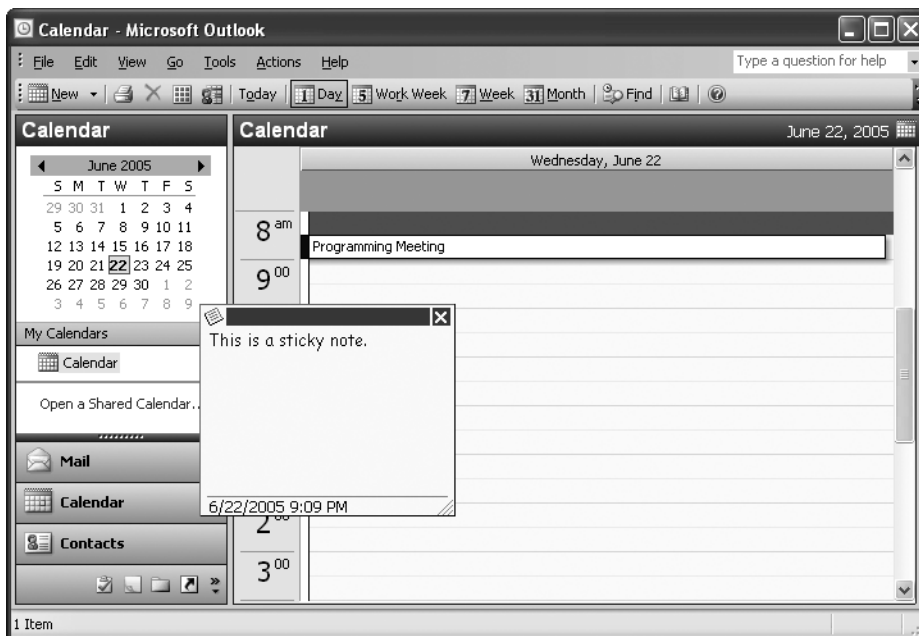 Calendar - Microsoft Outlook
File Edit View Go Tools Actions Help Type a question for help
New Today 1 Day 5 Work Week 7 Week 31 Month Find
Calendar
June 2005
S M T W T F S
29 30 31 1 2 3 4
5 6 7 8 9 10 11
12 13 14 15 16 17 18
19 20 21 22 23 24 25
26 27 28 29 30 1 2
3 4 5 6 7 8 9
My Calendars
Calendar
Open a Shared Calendar..
Mail
Calendar
Contacts
Calendar June 22, 2005
Wednesday, June 22
8 am
Programming Meeting
9 00
This is a sticky note.
6/22/2005 9:09 PM
2 00
3 00
1 Item